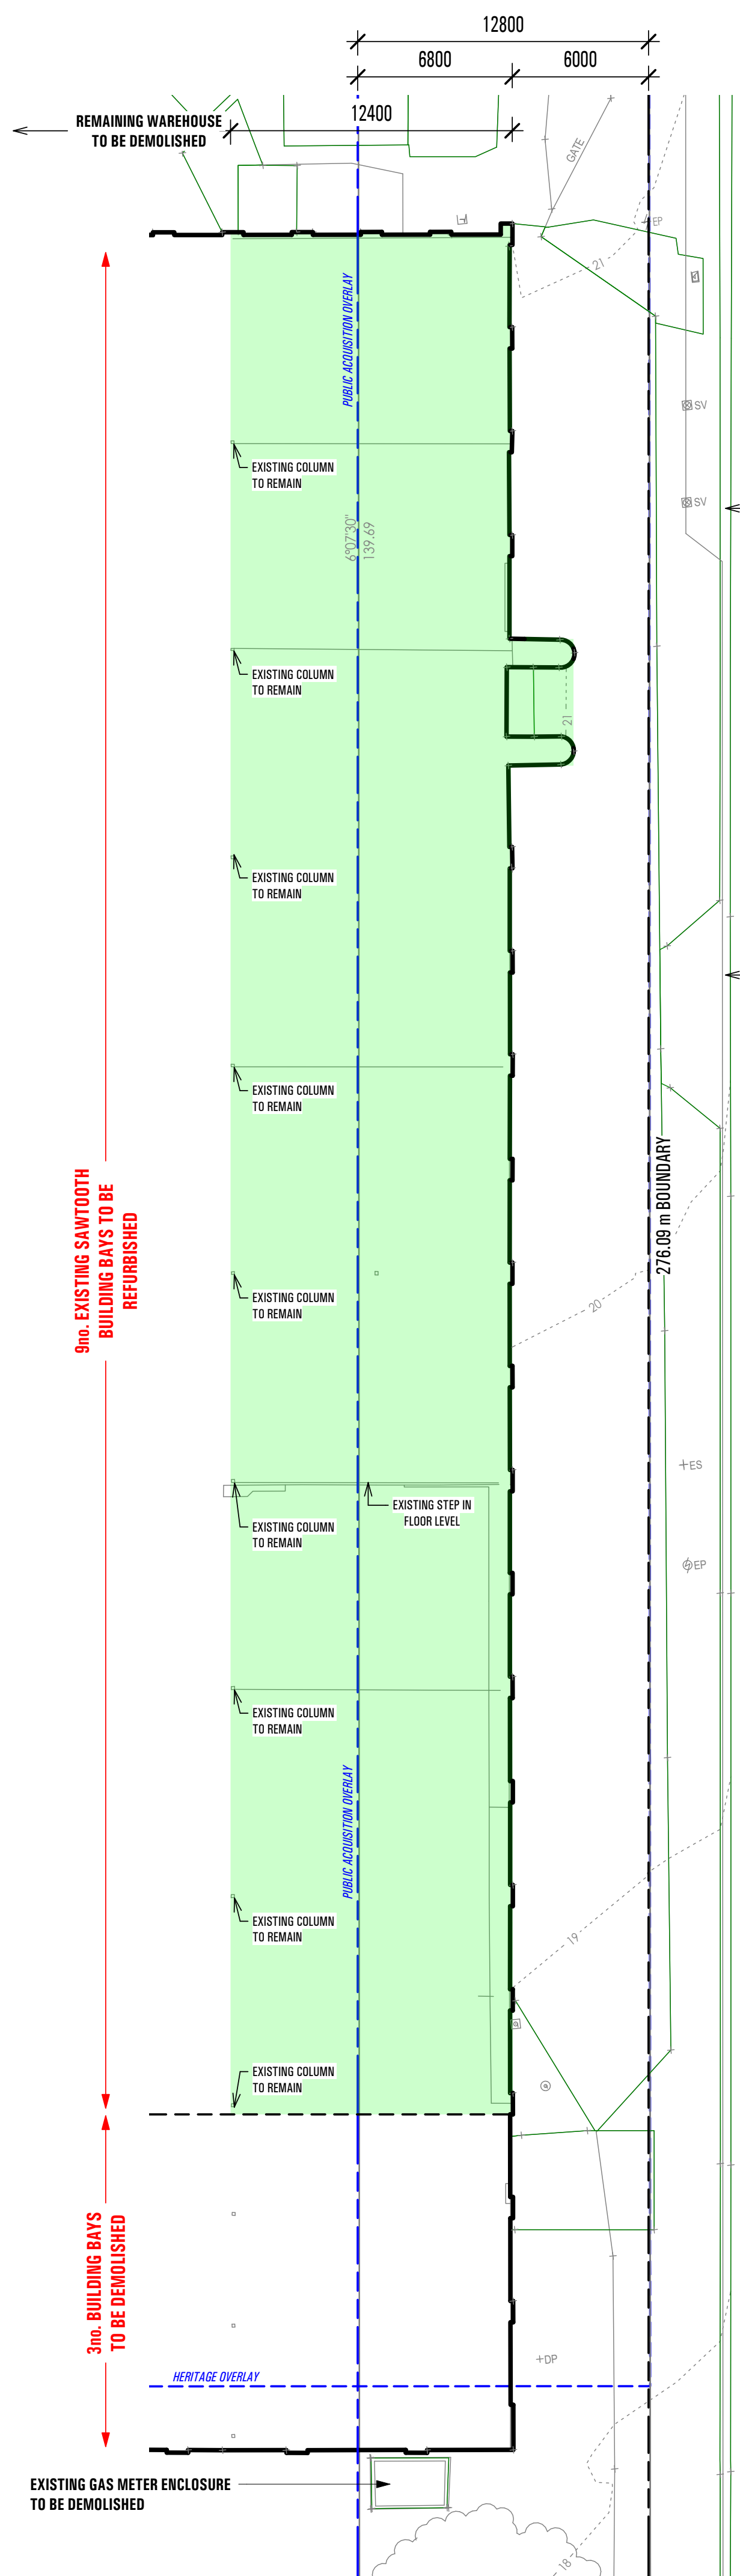 12800
6800
6000
12400
REMAINING WAREHOUSE
TO BE DEMOLISHED
GATE
EP
21
PUBLIC ACQUISITION OVERLAY
SV
EXISTING COLUMN
TO REMAIN
SV
6°07'30"
139.69
EXISTING COLUMN
TO REMAIN
21
EXISTING COLUMN
TO REMAIN
EXISTING COLUMN
TO REMAIN
276.09 m BOUNDARY
9no. EXISTING SAWTOOTH
BUILDING BAYS TO BE
REFURBISHED
EXISTING COLUMN
TO REMAIN
20
ES
EXISTING STEP IN
FLOOR LEVEL
EXISTING COLUMN
TO REMAIN
EP
EXISTING COLUMN
TO REMAIN
PUBLIC ACQUISITION OVERLAY
EXISTING COLUMN
TO REMAIN
19
EXISTING COLUMN
TO REMAIN
3no. BUILDING BAYS
TO BE DEMOLISHED
DP
HERITAGE OVERLAY
EXISTING GAS METER ENCLOSURE
TO BE DEMOLISHED
18